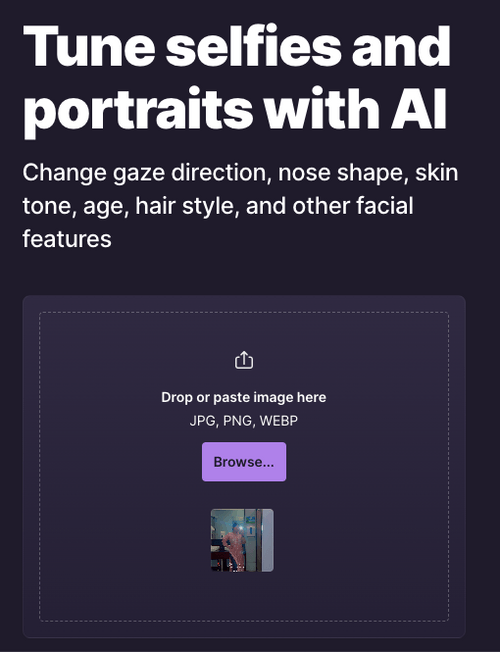 Tune selfies and
portraits with AI
Change gaze direction, nose shape, skin
tone, age, hair style, and other facial
features
Drop or paste image here
JPG, PNG, WEBP
Browse...